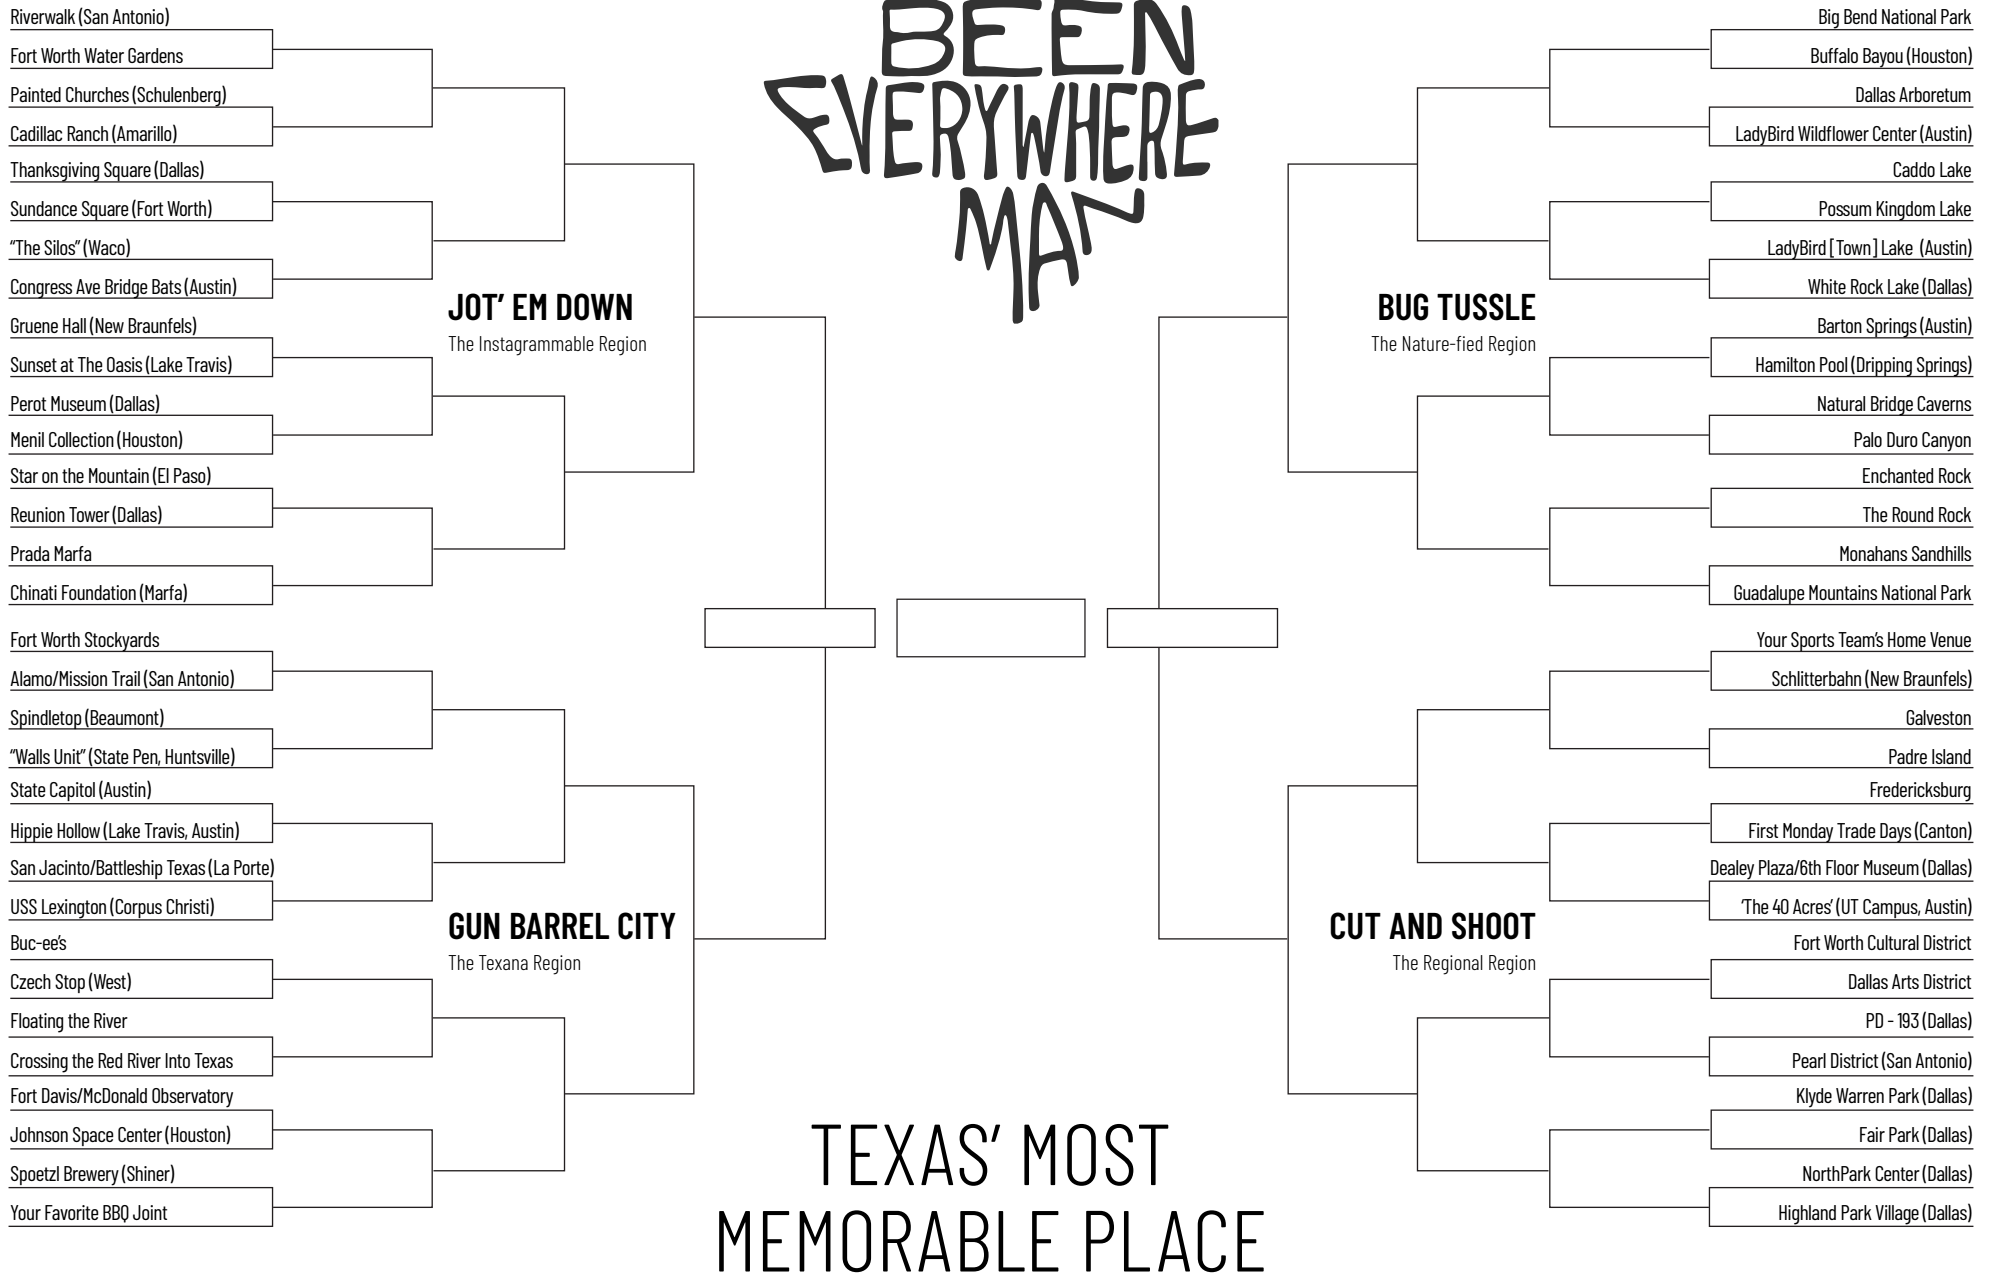 BEEN
EVERYWHERE
MAN
Riverwalk (San Antonio)
Fort Worth Water Gardens
Painted Churches (Schulenberg)
Cadillac Ranch (Amarillo)
Thanksgiving Square (Dallas)
Sundance Square (Fort Worth)
“The Silos” (Waco)
Congress Ave Bridge Bats (Austin)
Gruene Hall (New Braunfels)
Sunset at The Oasis (Lake Travis)
Perot Museum (Dallas)
Menil Collection (Houston)
Star on the Mountain (El Paso)
Reunion Tower (Dallas)
Prada Marfa
Chinati Foundation (Marfa)
JOT’ EM DOWN
The Instagrammable Region
Fort Worth Stockyards
Alamo/Mission Trail (San Antonio)
Spindletop (Beaumont)
“Walls Unit” (State Pen, Huntsville)
State Capitol (Austin)
Hippie Hollow (Lake Travis, Austin)
San Jacinto/Battleship Texas (La Porte)
USS Lexington (Corpus Christi)
Buc-ee’s
Czech Stop (West)
Floating the River
Crossing the Red River Into Texas
Fort Davis/McDonald Observatory
Johnson Space Center (Houston)
Spoetzl Brewery (Shiner)
Your Favorite BBQ Joint
GUN BARREL CITY
The Texana Region
Big Bend National Park
Buffalo Bayou (Houston)
Dallas Arboretum
LadyBird Wildflower Center (Austin)
Caddo Lake
Possum Kingdom Lake
LadyBird [Town] Lake (Austin)
White Rock Lake (Dallas)
Barton Springs (Austin)
Hamilton Pool (Dripping Springs)
Natural Bridge Caverns
Palo Duro Canyon
Enchanted Rock
The Round Rock
Monahans Sandhills
Guadalupe Mountains National Park
BUG TUSSLE
The Nature-fied Region
Your Sports Team’s Home Venue
Schlitterbahn (New Braunfels)
Galveston
Padre Island
Fredericksburg
First Monday Trade Days (Canton)
Dealey Plaza/6th Floor Museum (Dallas)
‘The 40 Acres’ (UT Campus, Austin)
Fort Worth Cultural District
Dallas Arts District
PD - 193 (Dallas)
Pearl District (San Antonio)
Klyde Warren Park (Dallas)
Fair Park (Dallas)
NorthPark Center (Dallas)
Highland Park Village (Dallas)
CUT AND SHOOT
The Regional Region
TEXAS’ MOST
MEMORABLE PLACE